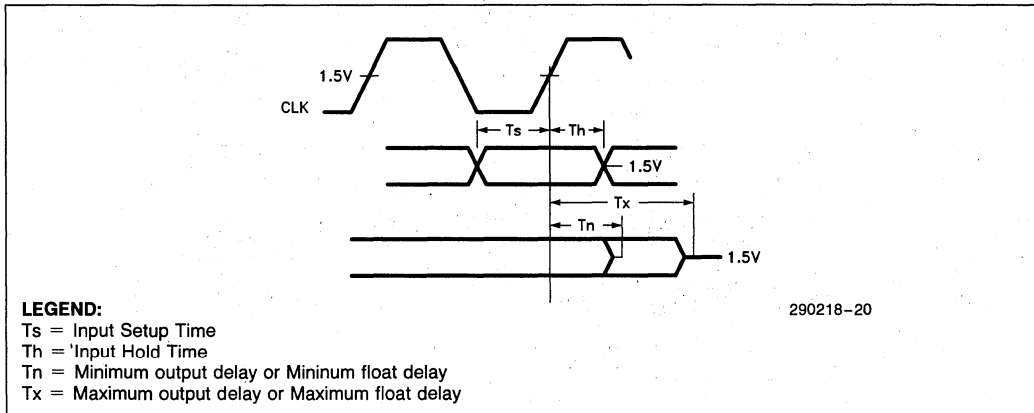 1.5V
CLK
Ts Th
1.5V
Tx
Tn
1.5V
LEGEND:
290218-20
Ts = Input Setup Time
Th = 'Input Hold Time
Tn = Minimum output delay or Mininum float delay
Tx = Maximum output delay or Maximum float delay